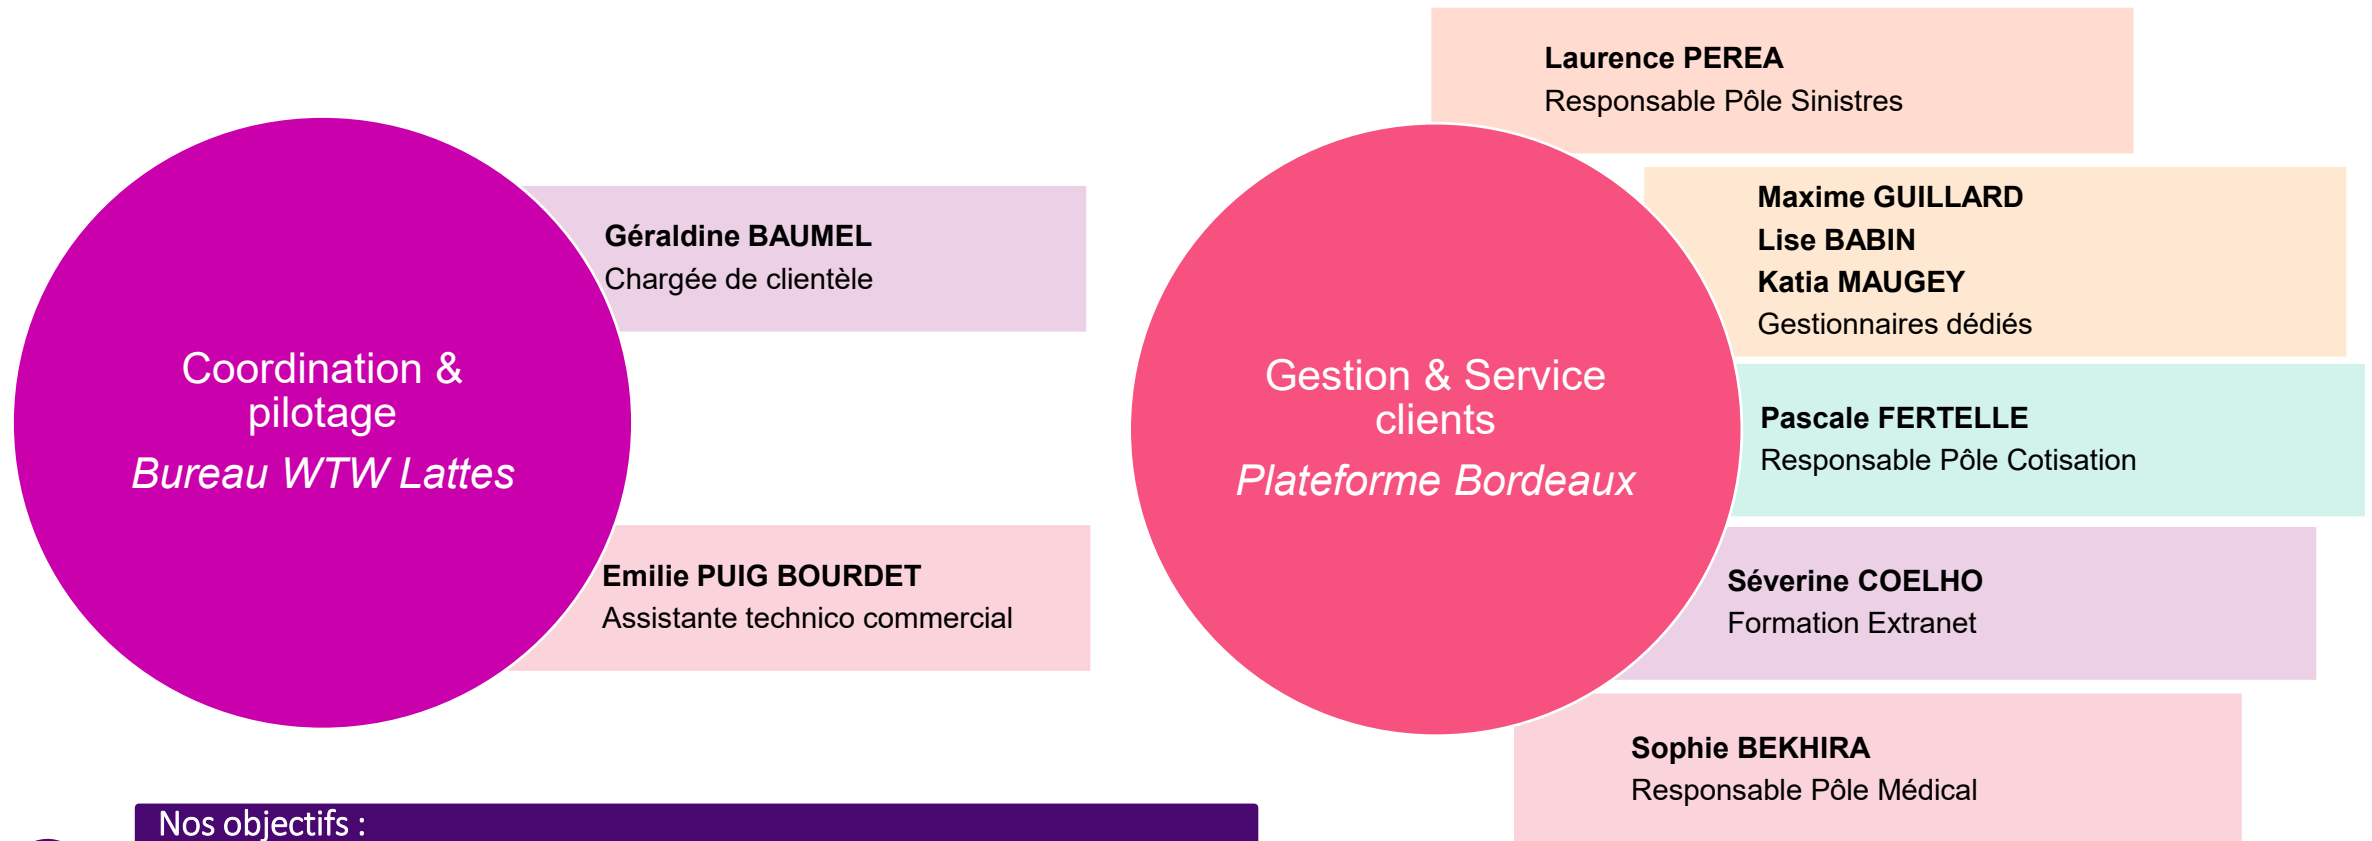 Coordination &
pilotage
Bureau WTW Lattes
Géraldine BAUMEL
Chargée de clientèle
Emilie PUIG BOURDET
Assistante technico commercial
Gestion & Service
clients
Plateforme Bordeaux
Laurence PEREA
Responsable Pôle Sinistres
Maxime GUILLARD
Lise BABIN
Katia MAUGEY
Gestionnaires dédiés
Pascale FERTELLE
Responsable Pôle Cotisation
Séverine COELHO
Formation Extranet
Sophie BEKHIRA
Responsable Pôle Médical
Nos objectifs :